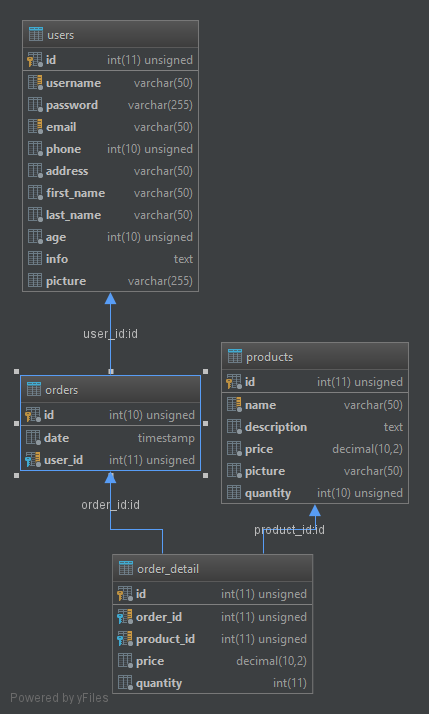 users
id int(11) unsigned
username varchar(50)
password varchar(255)
email varchar(50)
phone int(10) unsigned
address varchar(50)
first_name varchar(50)
last_name varchar(50)
age int(10) unsigned
info text
picture varchar(255)
user_id:id
products
id int(11) unsigned
name varchar(50)
description text
price decimal(10,2)
picture varchar(50)
quantity int(10) unsigned
orders
id int(10) unsigned
date timestamp
user_id int(11) unsigned
order_id:id
product_id:id
order_detail
id int(11) unsigned
order_id int(11) unsigned
product_id int(11) unsigned
price decimal(10,2)
quantity int(11)
Powered by yFiles